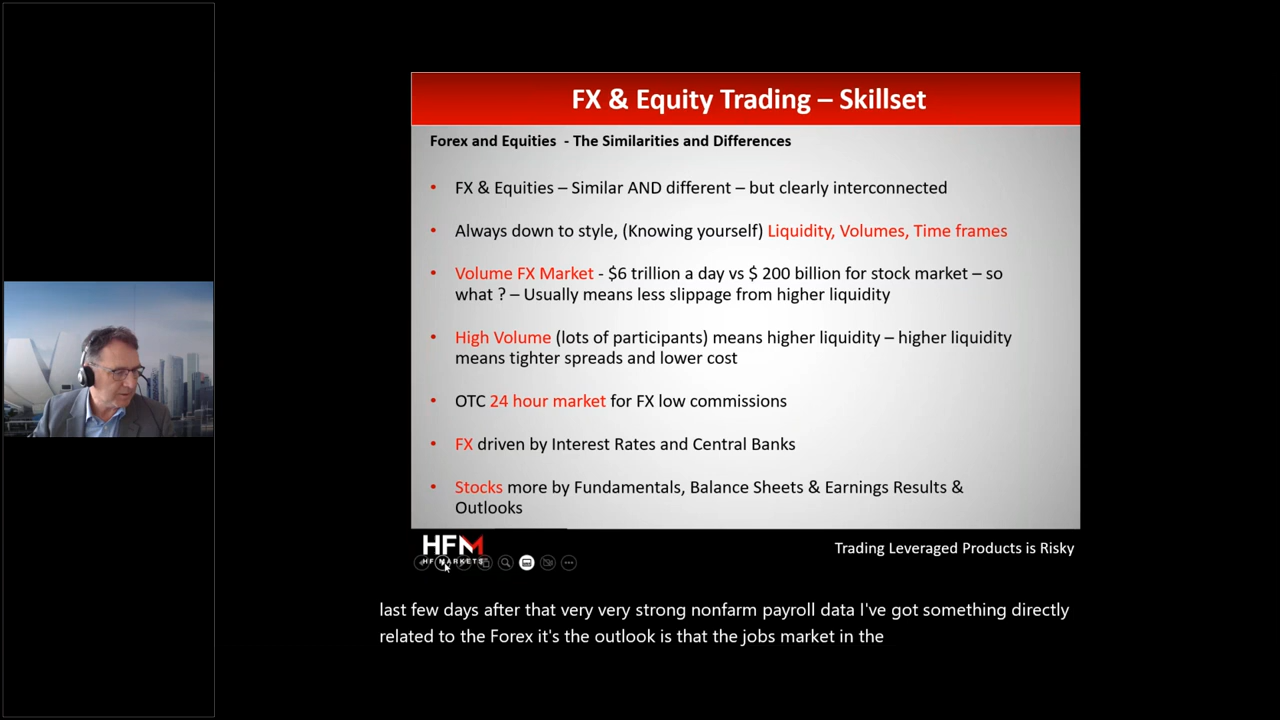 FX & Equity Trading – Skillset
Forex and Equities - The Similarities and Differences
• FX & Equities – Similar AND different – but clearly interconnected
• Always down to style, (Knowing yourself) Liquidity, Volumes, Time frames
• Volume FX Market - $6 trillion a day vs $ 200 billion for stock market – so
what ? – Usually means less slippage from higher liquidity
• High Volume (lots of participants) means higher liquidity – higher liquidity
means tighter spreads and lower cost
• OTC 24 hour market for FX low commissions
• FX driven by Interest Rates and Central Banks
• Stocks more by Fundamentals, Balance Sheets & Earnings Results &
Outlooks
HFM
HF MARKETS
Trading Leveraged Products is Risky
last few days after that very very strong nonfarm payroll data I've got something directly
related to the Forex it's the outlook is that the jobs market in the